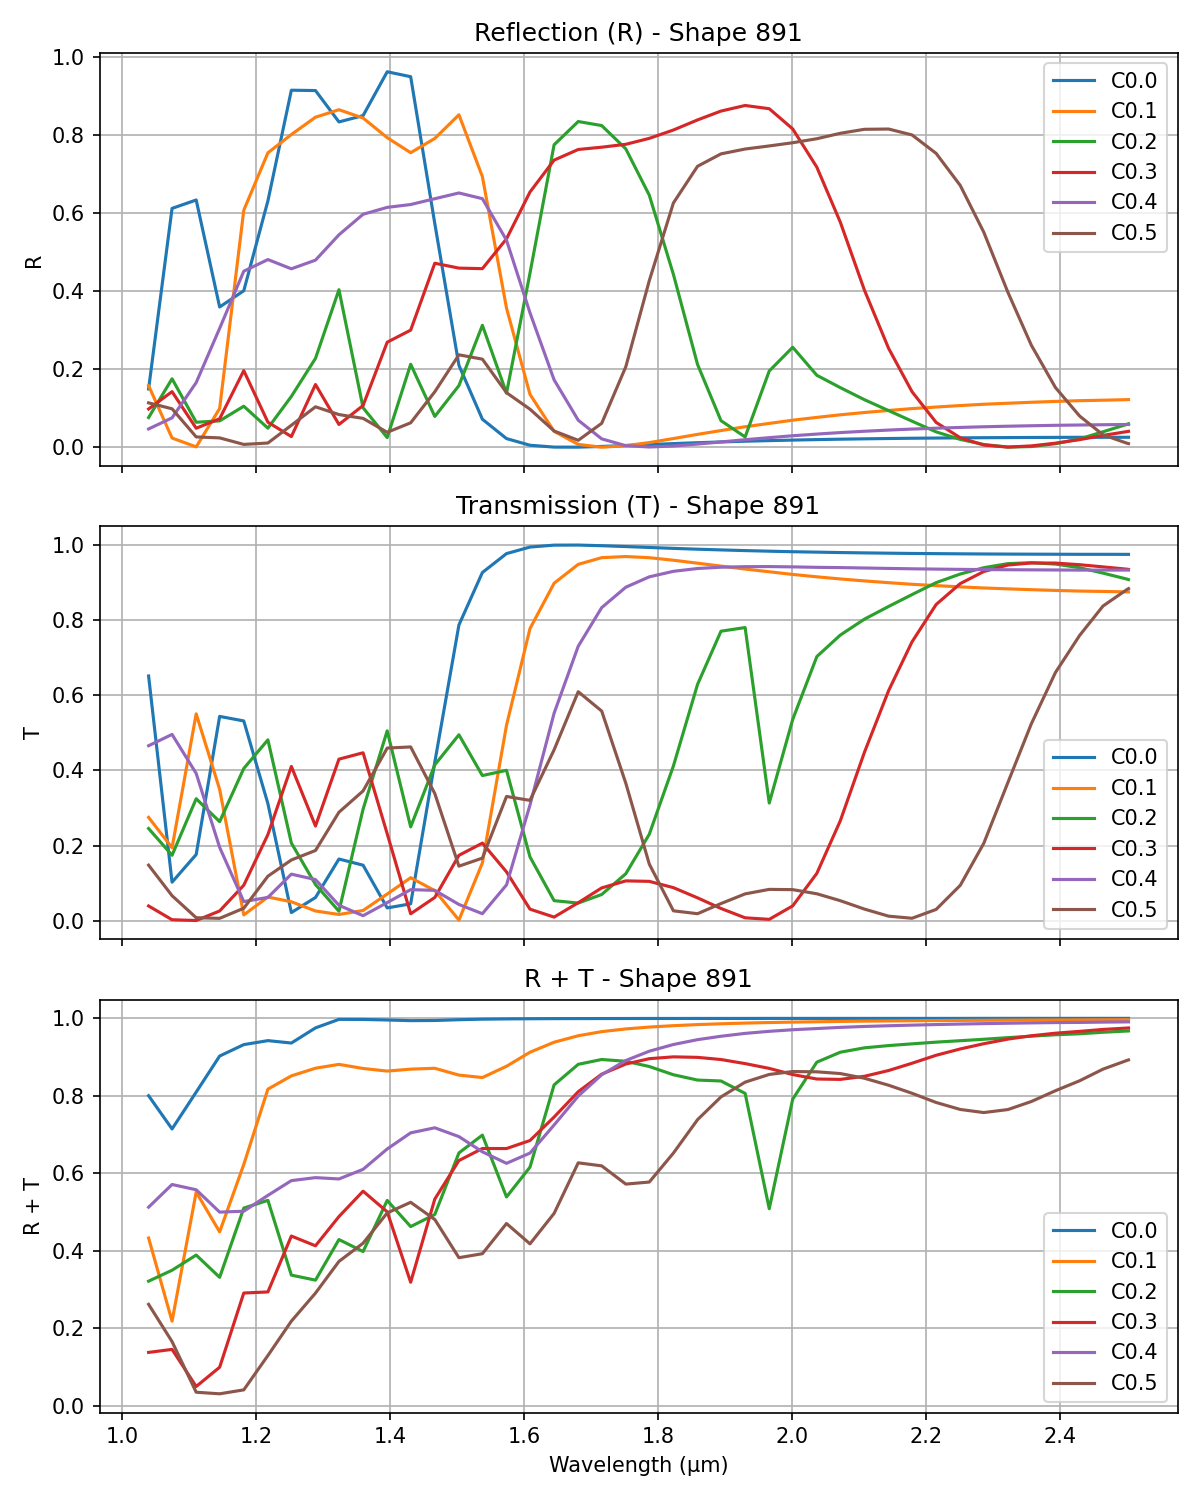 Reflection (R) - Shape 891
1.0
0.8
0.6
0.4
0.2
0.0
R
C0.0
C0.1
C0.2
C0.3
C0.4
C0.5
Transmission (T) - Shape 891
1.0
0.8
0.6
0.4
0.2
0.0
T
C0.0
C0.1
C0.2
C0.3
C0.4
C0.5
R + T - Shape 891
1.0
0.8
0.6
0.4
0.2
0.0
R + T
C0.0
C0.1
C0.2
C0.3
C0.4
C0.5
1.0 1.2 1.4 1.6 1.8 2.0 2.2 2.4
Wavelength (μm)